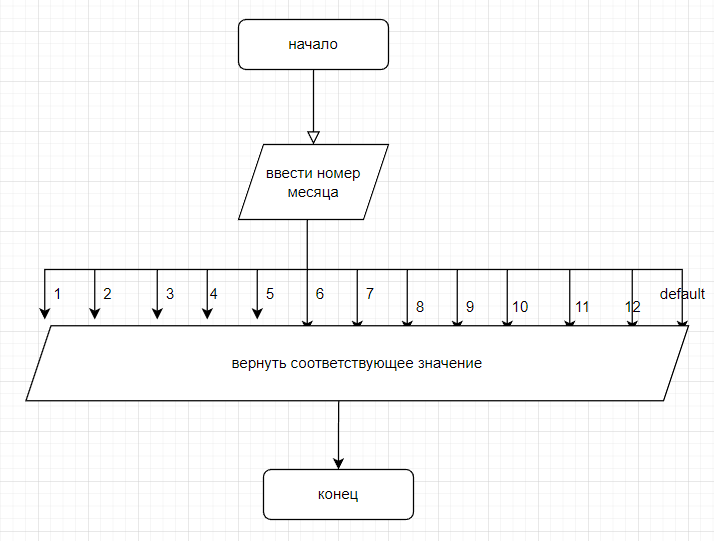 начало
ввести номер
месяца
1 2 3 4 5 6 7 8 9 10 11 12 default
вернуть соответствующее значение
конец